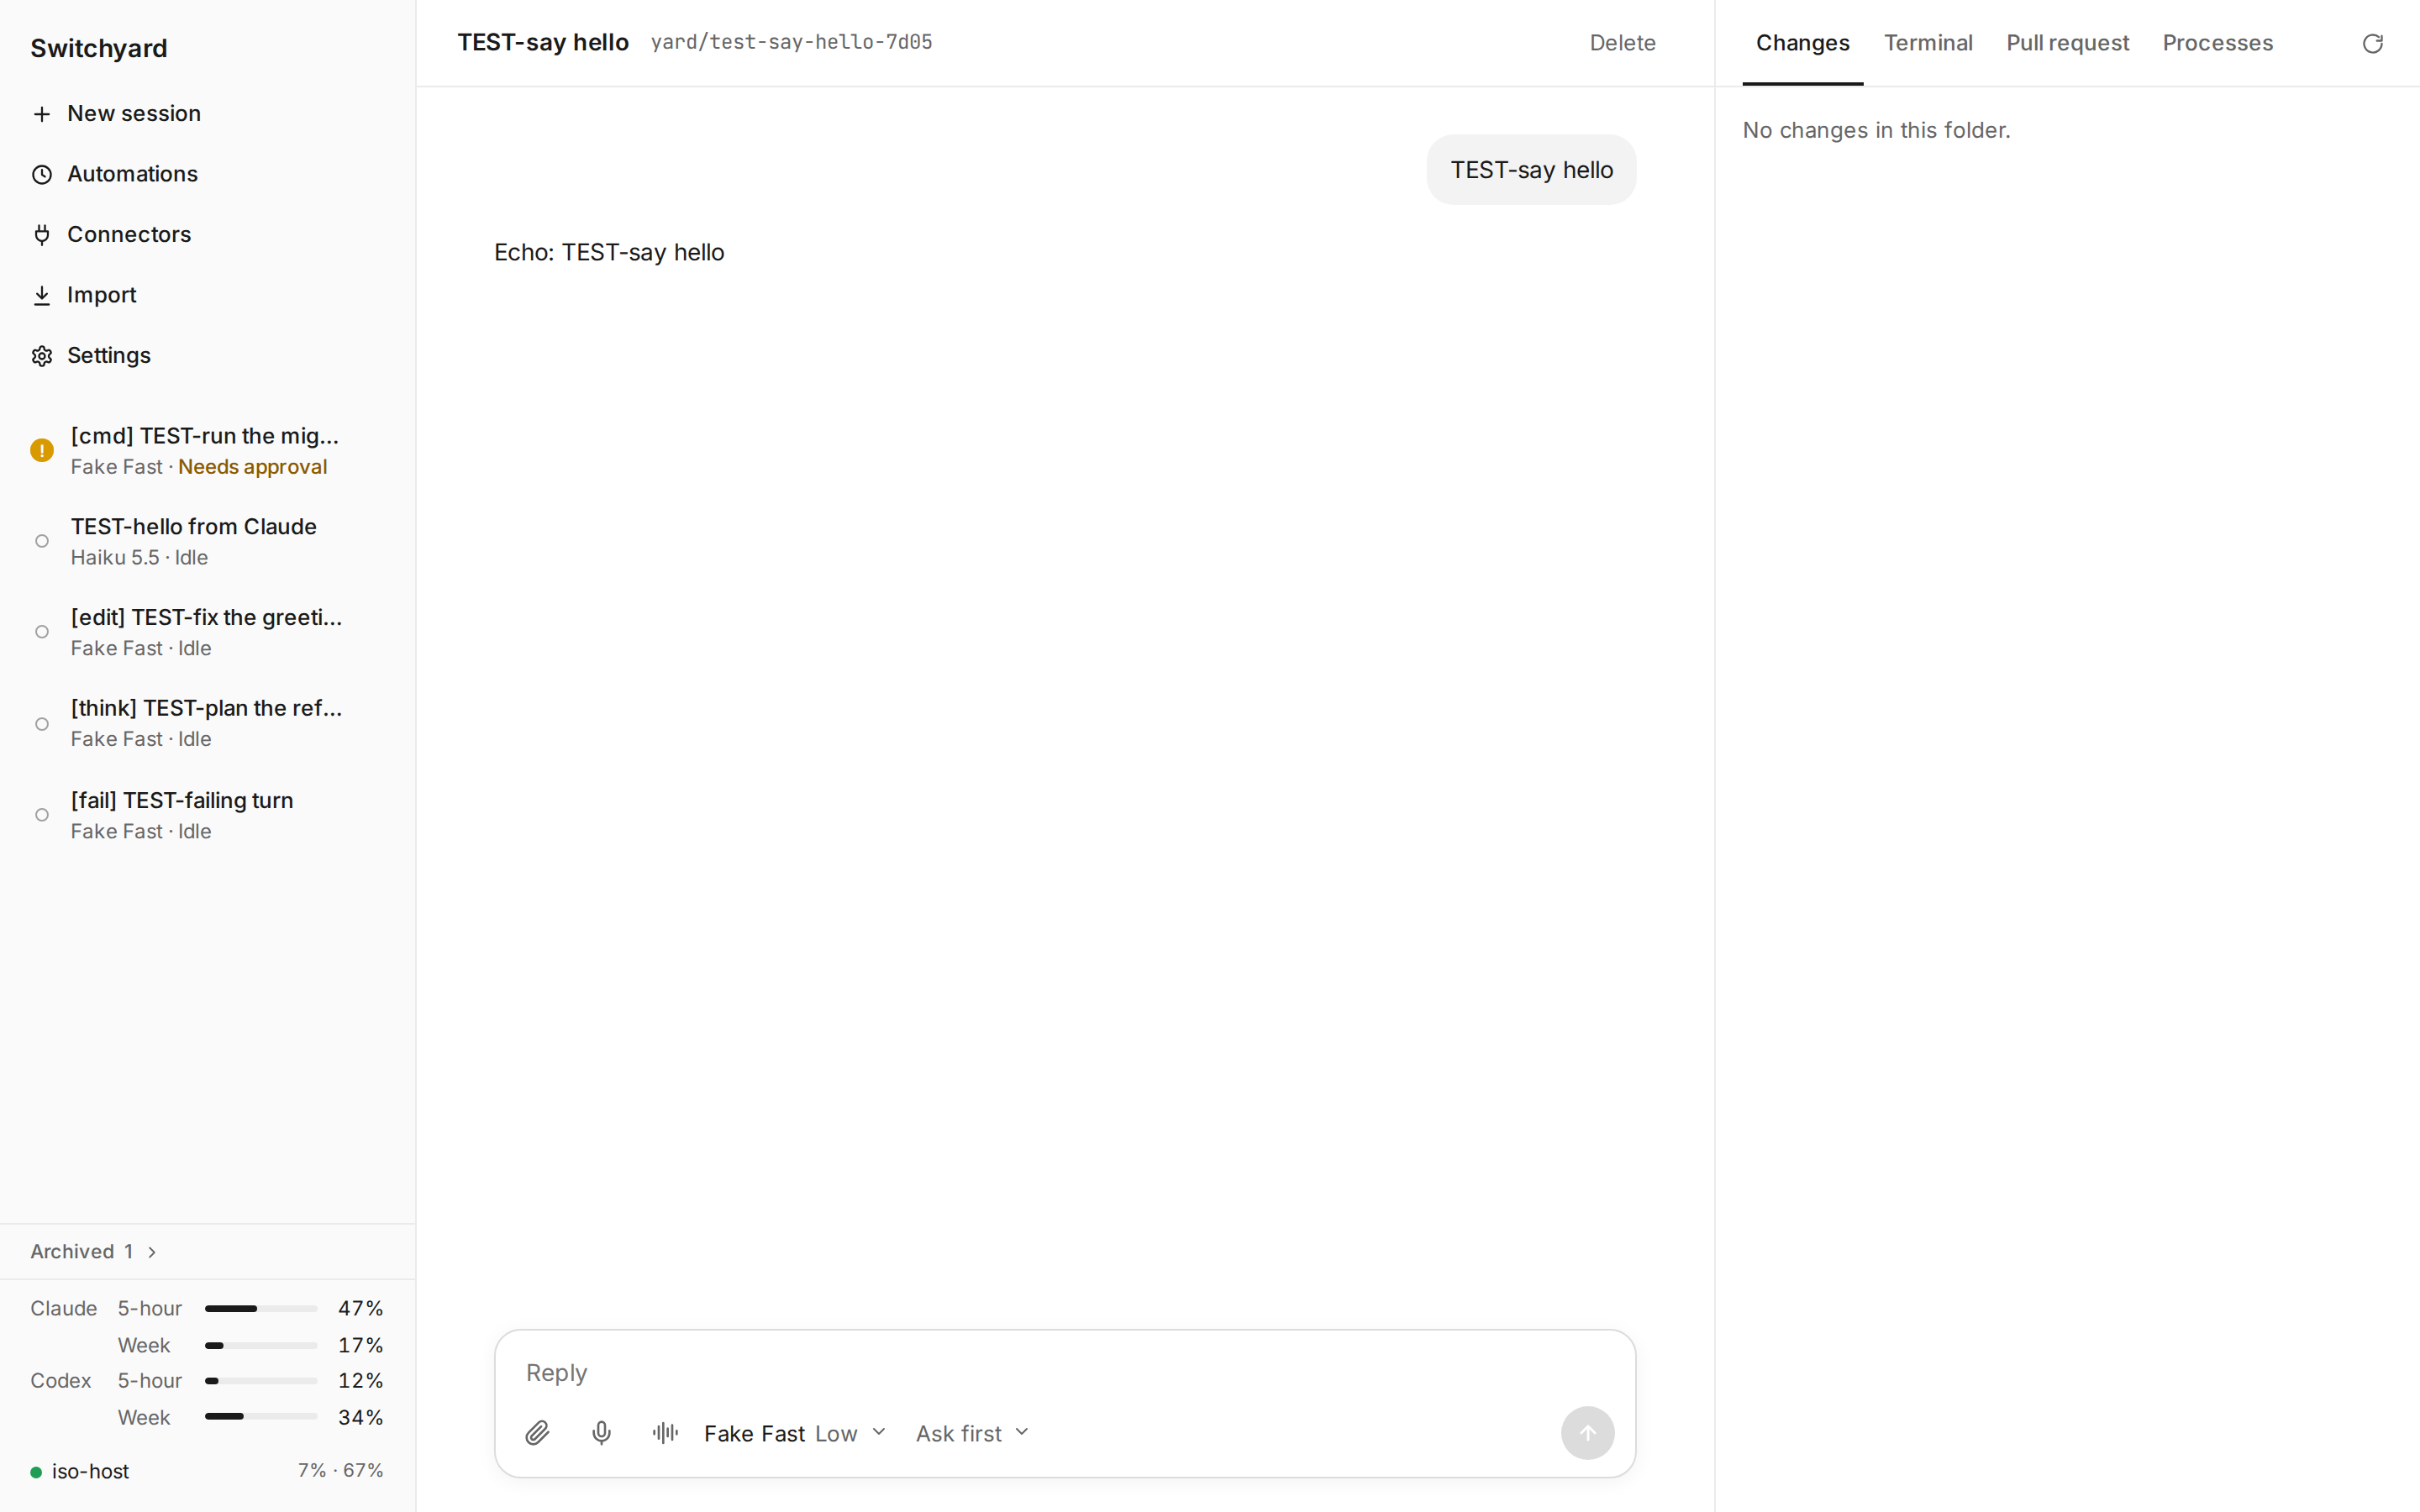 Switchyard
New session
Automations
Connectors
Import
Settings
[cmd] TEST-run the mig...
Fake Fast · Needs approval
TEST-hello from Claude
Haiku 5.5 · Idle
[edit] TEST-fix the greeti...
Fake Fast · Idle
[think] TEST-plan the ref...
Fake Fast · Idle
[fail] TEST-failing turn
Fake Fast · Idle
Archived 1
Claude 5-hour 47%
Week 17%
Codex 5-hour 12%
Week 34%
iso-host 7% · 67%
TEST-say hello yard/test-say-hello-7d05 Delete
TEST-say hello
Echo: TEST-say hello
Reply
Fake Fast Low Ask first
Changes Terminal Pull request Processes
No changes in this folder.